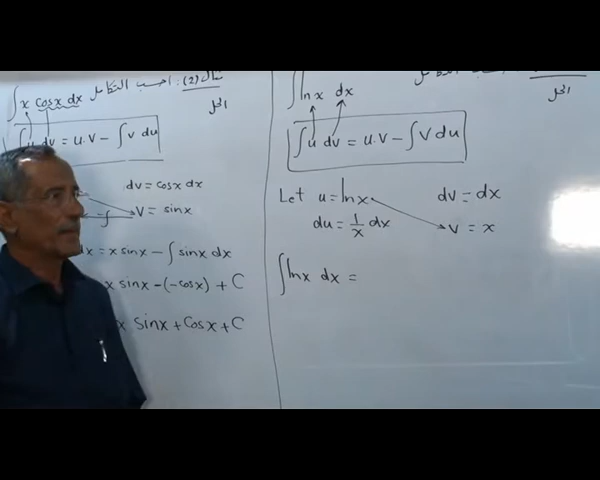 مثال (2): احسب التكامل ∫ x cosx dx
الحل
∫ u dv = u.v − ∫ v du
dv = cosx dx
v = sinx
dx = x sinx − ∫ sinx dx
x sinx − (−cosx) + C
x sinx + cosx + C
∫ lnx dx
الحل
∫ u dv = u.v − ∫ v du
Let u = lnx dv = dx
du = 1/x dx v = x
∫ lnx dx =